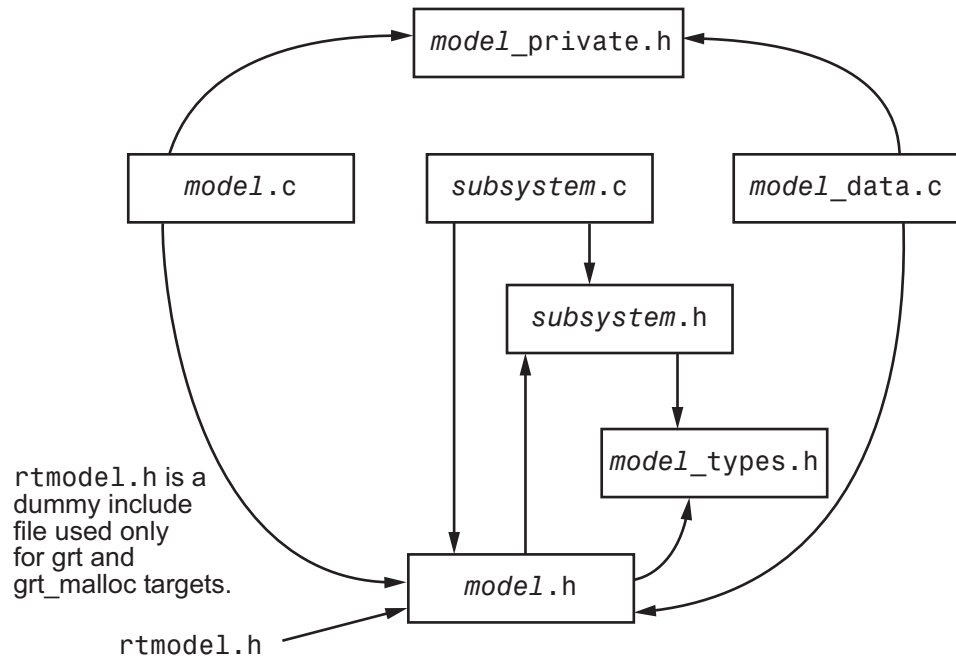 model_private.h
model.c
subsystem.c
model_data.c
subsystem.h
model_types.h
rtmodel.h is a
dummy include
file used only
for grt and
grt_malloc targets.
model.h
rtmodel.h